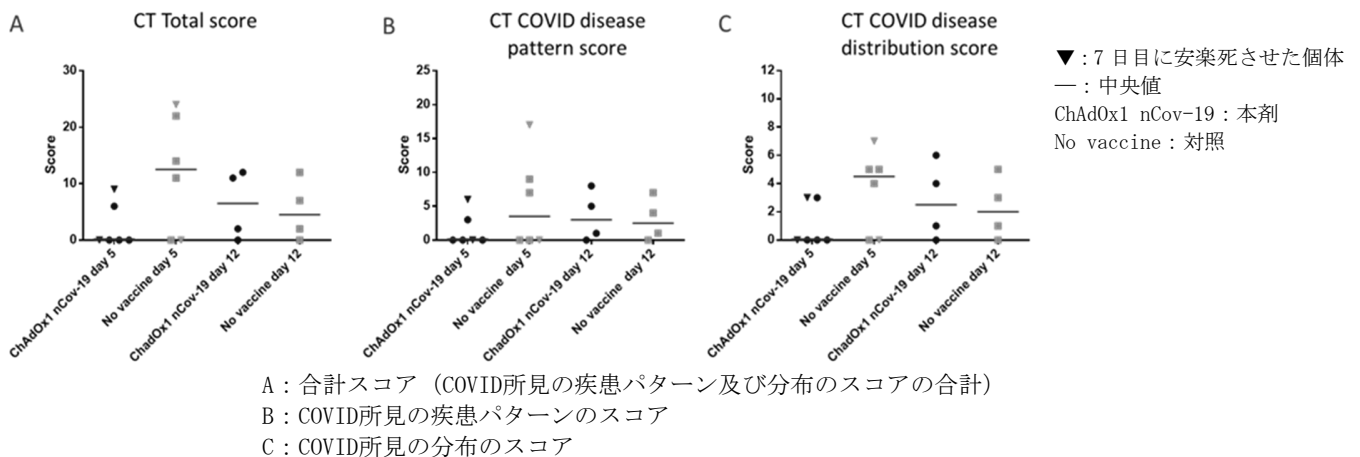 A
CT Total score
30
20
10
0
Score
ChAdOx1 nCov-19 day 5
No vaccine day 5
ChadOx1 nCov-19 day 12
No vaccine day 12
B
CT COVID disease
pattern score
25
20
15
10
5
0
Score
ChAdOx1 nCov-19 day 5
No vaccine day 5
ChadOx1 nCov-19 day 12
No vaccine day 12
C
CT COVID disease
distribution score
12
10
8
6
4
2
0
Score
ChAdOx1 nCov-19 day 5
No vaccine day 5
ChadOx1 nCov-19 day 12
No vaccine day 12
▼:7 日目に安楽死させた個体
―:中央値
ChAdOx1 nCov-19:本剤
No vaccine:対照
A:合計スコア(COVID所見の疾患パターン及び分布のスコアの合計)
B:COVID所見の疾患パターンのスコア
C:COVID所見の分布のスコア